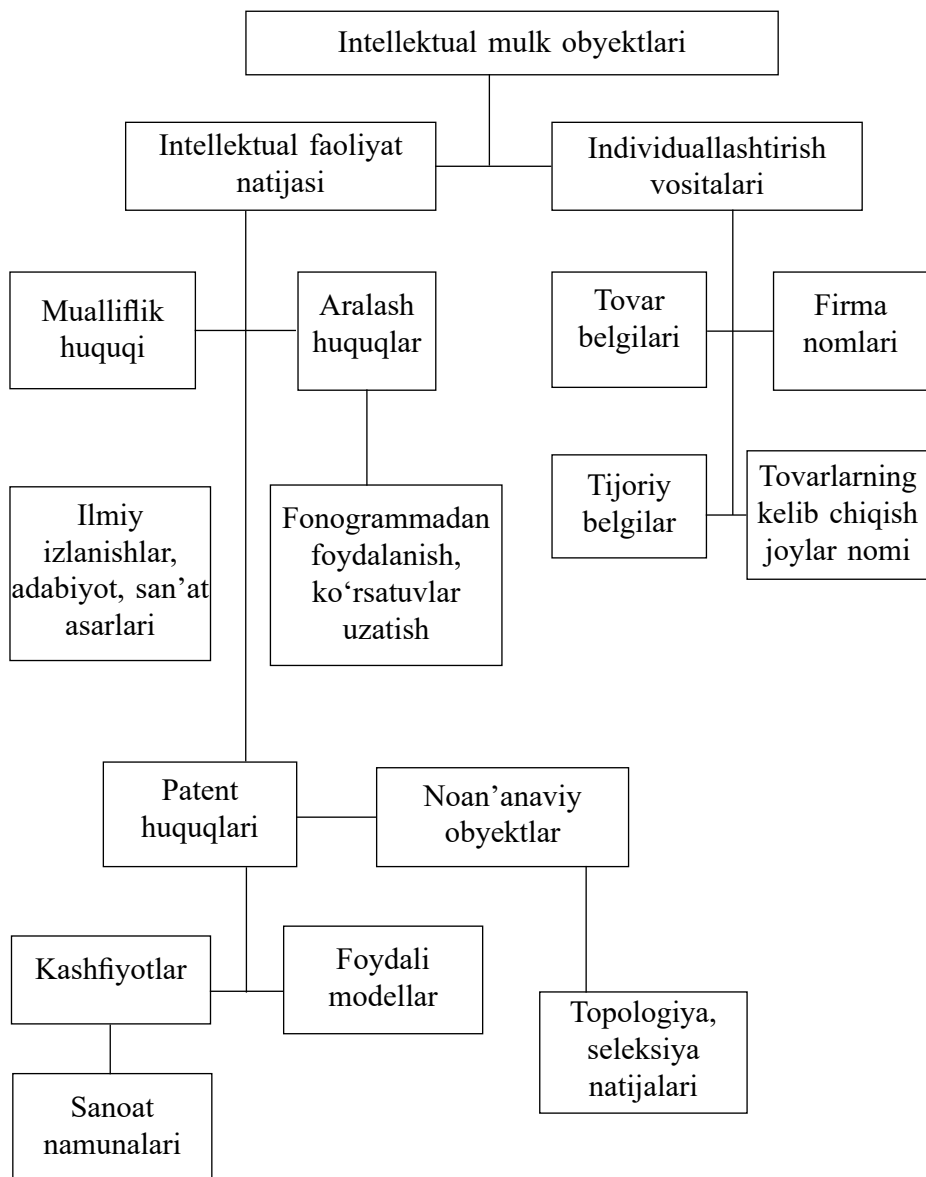 Intellektual mulk obyektlari
Intellektual faoliyat
natijasi
Individuallashtirish
vositalari
Mualliflik
huquqi
Aralash
huquqlar
Tovar
belgilari
Firma
nomlari
Ilmiy
izlanishlar,
adabiyot, san’at
asarlari
Fonogrammadan
foydalanish,
ko‘rsatuvlar
uzatish
Tijoriy
belgilar
Tovarlarning
kelib chiqish
joylar nomi
Patent
huquqlari
Noan’anaviy
obyektlar
Kashfiyotlar
Foydali
modellar
Topologiya,
seleksiya
natijalari
Sanoat
namunalari